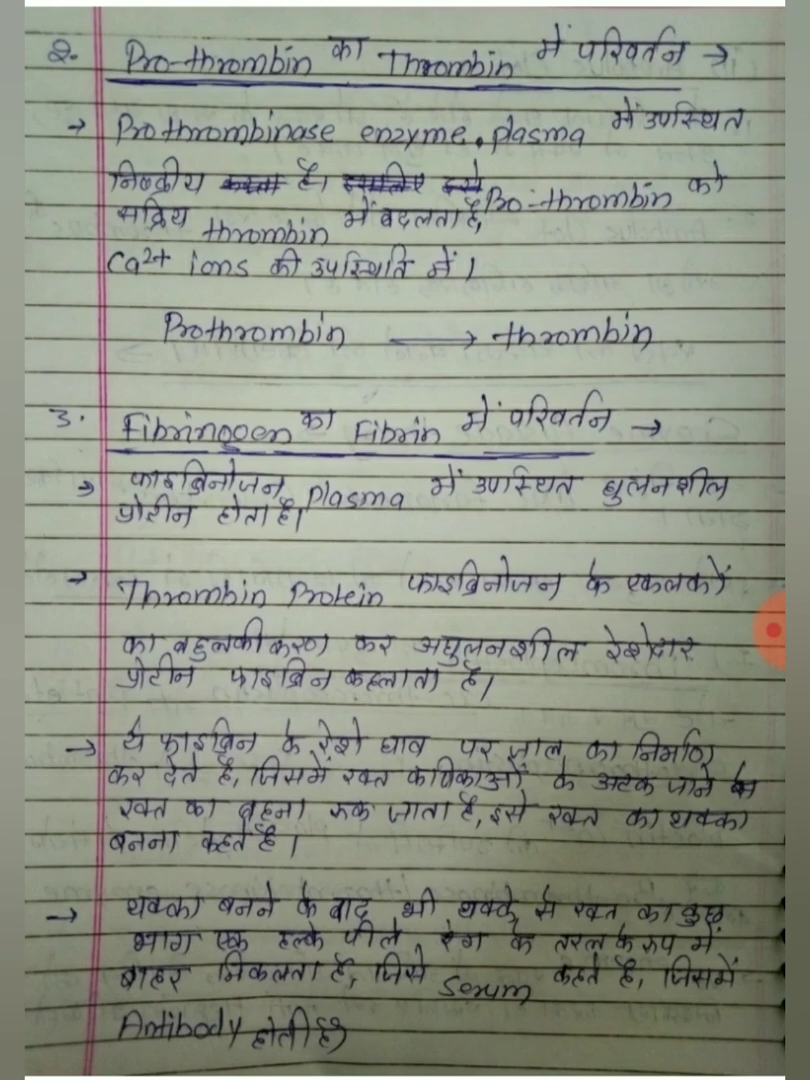 2. Pro-thrombin का Thrombin में परिवर्तन →
→ Prothrombinase enzyme, plasma में उपस्थित
निष्क्रीय करता है। इसलिए इसे Pro-thrombin को
सक्रिय thrombin में बदलता है,
Ca2+ ions की उपस्थिति में।
Prothrombin ⟶ thrombin
3. Fibrinogen का Fibrin में परिवर्तन →
→ फाइब्रिनोजन plasma में उपस्थित घुलनशील
प्रोटीन होता है।
→ Thrombin Protein फाइब्रिनोजन के एकलकों
का बहुलकीकरण कर अघुलनशील रेशेदार
प्रोटीन फाइब्रिन कहलाता है।
→ ये फाइब्रिन के रेशे घाव पर जाल का निर्माण
कर देते है, जिसमें रक्त कणिकाओं के अटक जाने से
रक्त का बहना रूक जाता है, इसे रक्त का थक्का
बनना कहते है।
→ थक्का बनने के बाद भी थक्के से रक्त का कुछ
भाग एक हल्के पीले रंग के तरल के रूप में
बाहर निकलता है, जिसे Serum कहते है, जिसमें
Antibody होती है